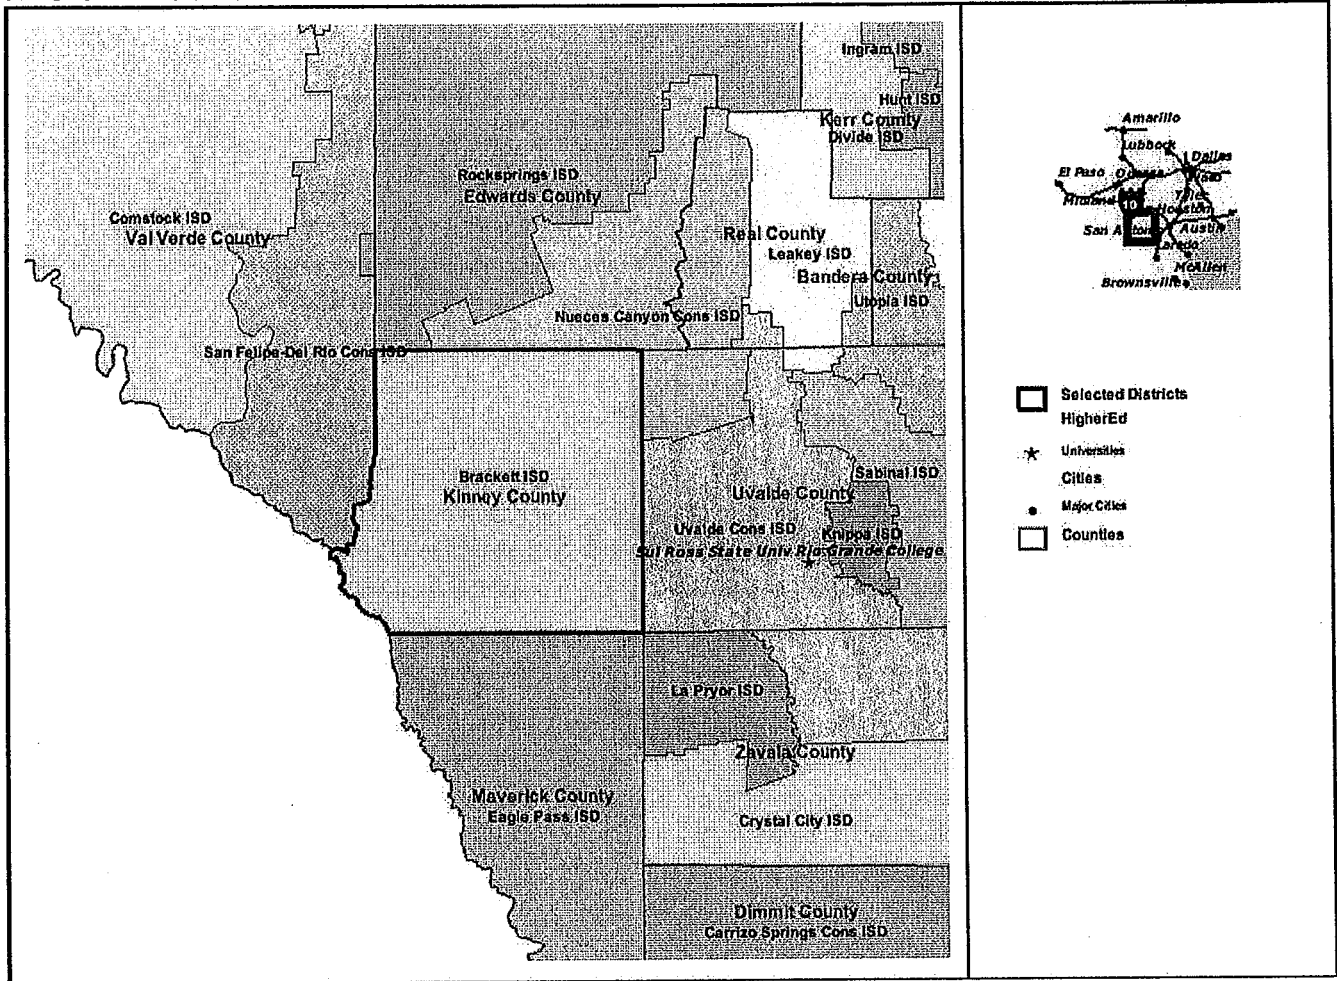 Ingram ISD
Hunt ISD
Kerr County
Divide ISD
Rocksprings ISD
Edwards County
Comstock ISD
Val Verde County
Real County
Leakey ISD
Bandera County
Utopia ISD
Nueces Canyon Cons ISD
San Felipe-Del Rio Cons ISD
Brackett ISD
Kinney County
Sabinal ISD
Uvalde County
Uvalde Cons ISD
Knippa ISD
Sul Ross State Univ Rio Grande College
La Pryor ISD
Zavala County
Maverick County
Eagle Pass ISD
Crystal City ISD
Dimmit County
Carrizo Springs Cons ISD
Amarillo
Lubbock
Dallas
El Paso
Odessa
Midland
Houston
San Antonio
Austin
Laredo
McAllen
Brownsville
Selected Districts
HigherEd
Universities
Cities
Major Cities
Counties